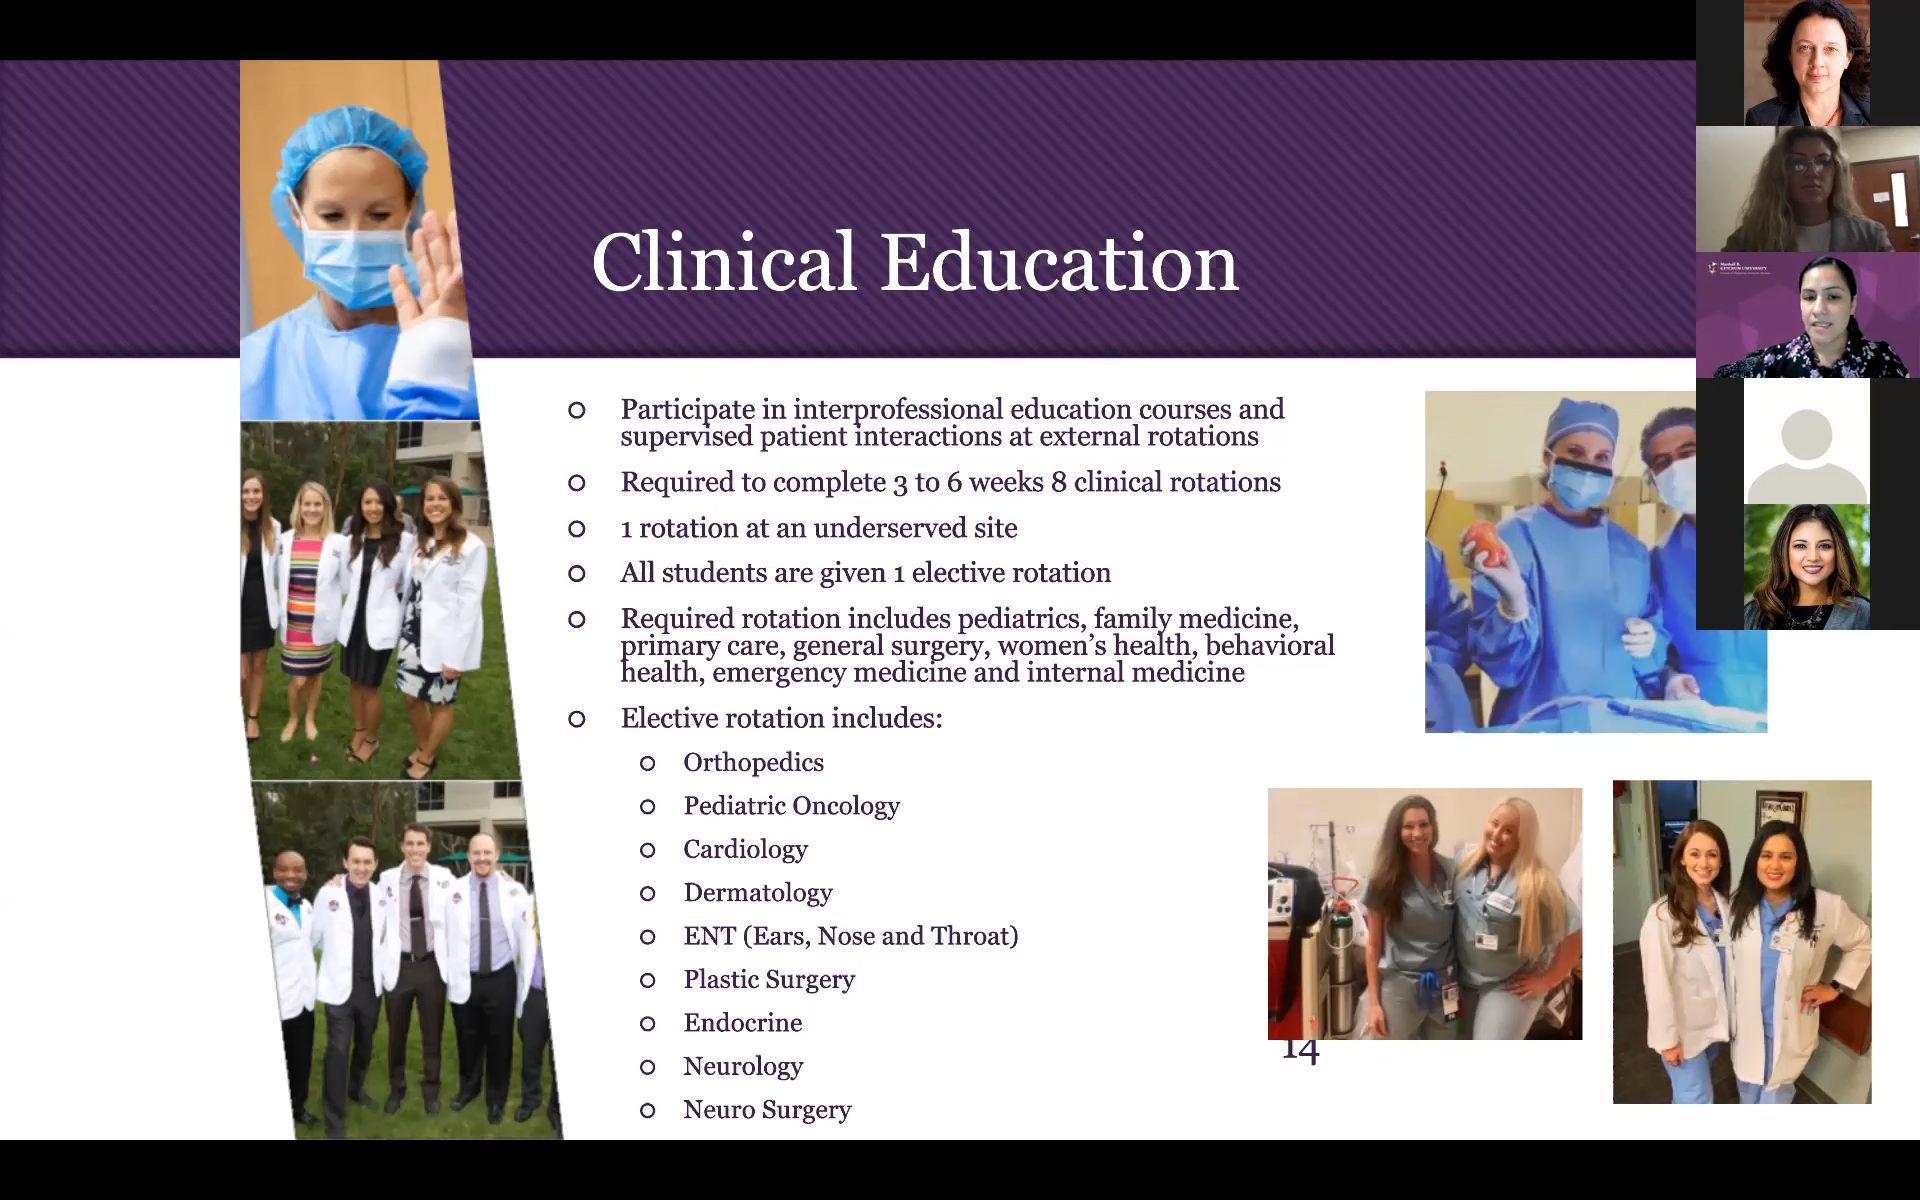 Clinical Education
Marshall B.
KETCHUM UNIVERSITY
Participate in interprofessional education courses and
supervised patient interactions at external rotations
Required to complete 3 to 6 weeks 8 clinical rotations
1 rotation at an underserved site
All students are given 1 elective rotation
Required rotation includes pediatrics, family medicine,
primary care, general surgery, women's health, behavioral
health, emergency medicine and internal medicine
Elective rotation includes:
Orthopedics
Pediatric Oncology
Cardiology
Dermatology
ENT (Ears, Nose and Throat)
Plastic Surgery
Endocrine
Neurology
Neuro Surgery
14